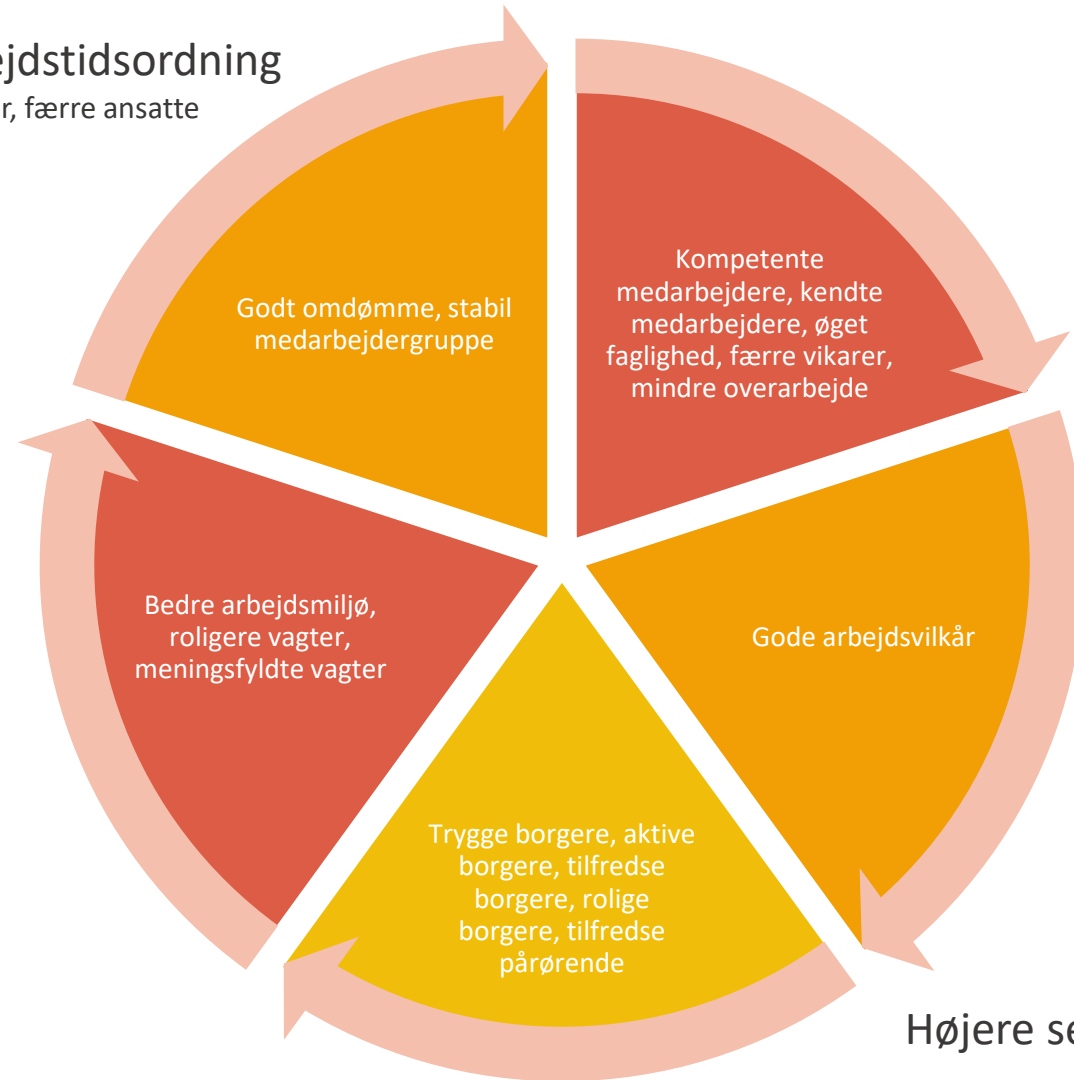 ejdstidsordning
r, færre ansatte
Kompetente
medarbejdere, kendte
medarbejdere, øget
faglighed, færre vikarer,
mindre overarbejde
Godt omdømme, stabil
medarbejdergruppe
Bedre arbejdsmiljø,
roligere vagter,
meningsfyldte vagter
Gode arbejdsvilkår
Trygge borgere, aktive
borgere, tilfredse
borgere, rolige
borgere, tilfredse
pårørende
Højere se